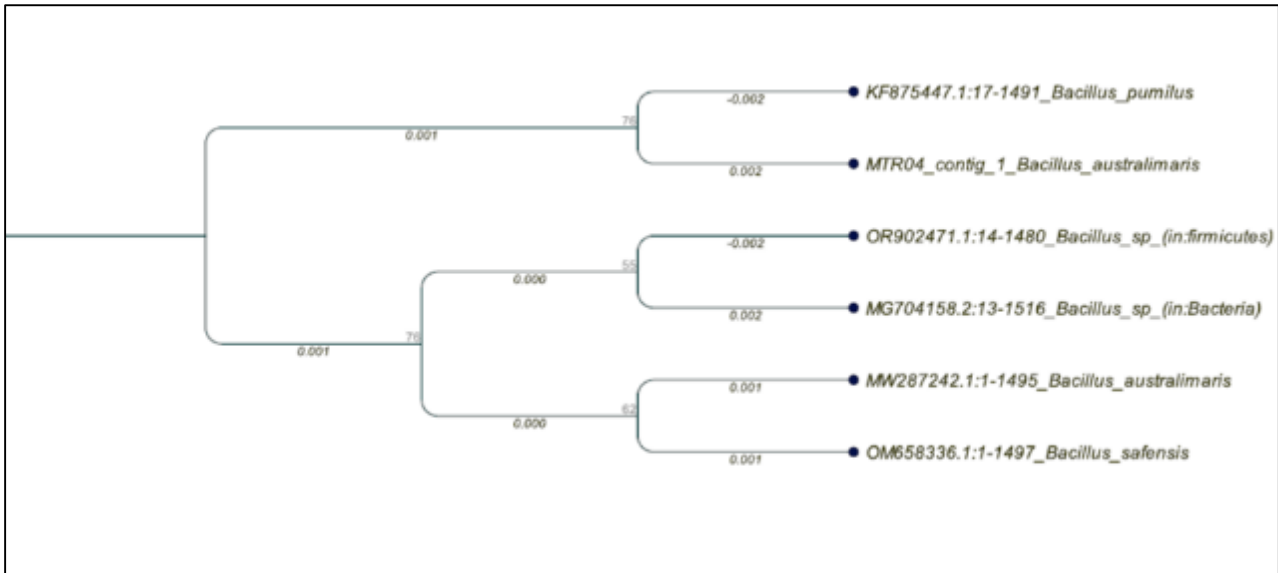 KF875447.1:17-1491_Bacillus_pumilus
-0.002
76
0.001
MTR04_contig_1_Bacillus_australimaris
0.002
OR902471.1:14-1480_Bacillus_sp_(in:firmicutes)
-0.002
55
0.000
MG704158.2:13-1516_Bacillus_sp_(in:Bacteria)
0.002
76
0.001
MW287242.1:1-1495_Bacillus_australimaris
0.001
62
0.000
OM658336.1:1-1497_Bacillus_safensis
0.001